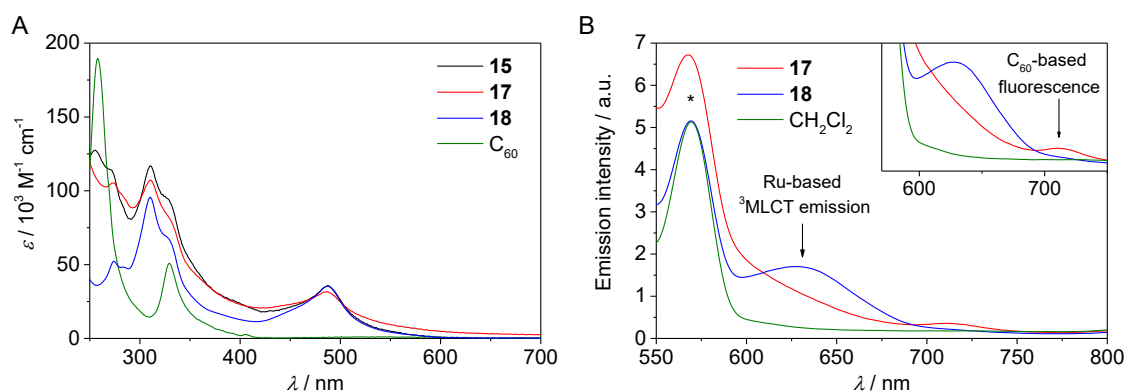 A
200
150
100
50
0
ε / 10³ M⁻¹ cm⁻¹
15
17
18
C₆₀
300
400
500
600
700
λ / nm
B
7
6
5
4
3
2
1
0
Emission intensity / a.u.
17
18
CH₂Cl₂
*
Ru-based
³MLCT emission
C₆₀-based
fluorescence
600
700
550
600
650
700
750
800
λ / nm